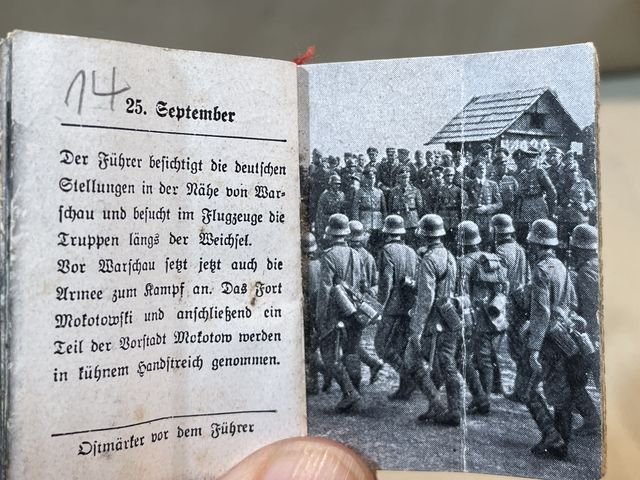 14
25. September
Der Führer besichtigt die deutschen
Stellungen in der Nähe von War-
schau und besucht im Flugzeuge die
Truppen längs der Weichsel.
Vor Warschau setzt jetzt auch die
Armee zum Kampf an. Das Fort
Mokotowski und anschließend ein
Teil der Vorstadt Mokotow werden
in kühnem Handstreich genommen.
Ostmärker vor dem Führer